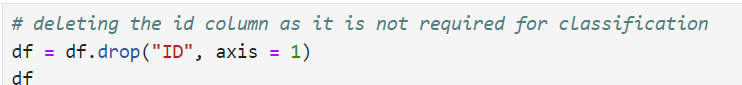 # deleting the id column as it is not required for classification
df = df.drop("ID", axis = 1)
df